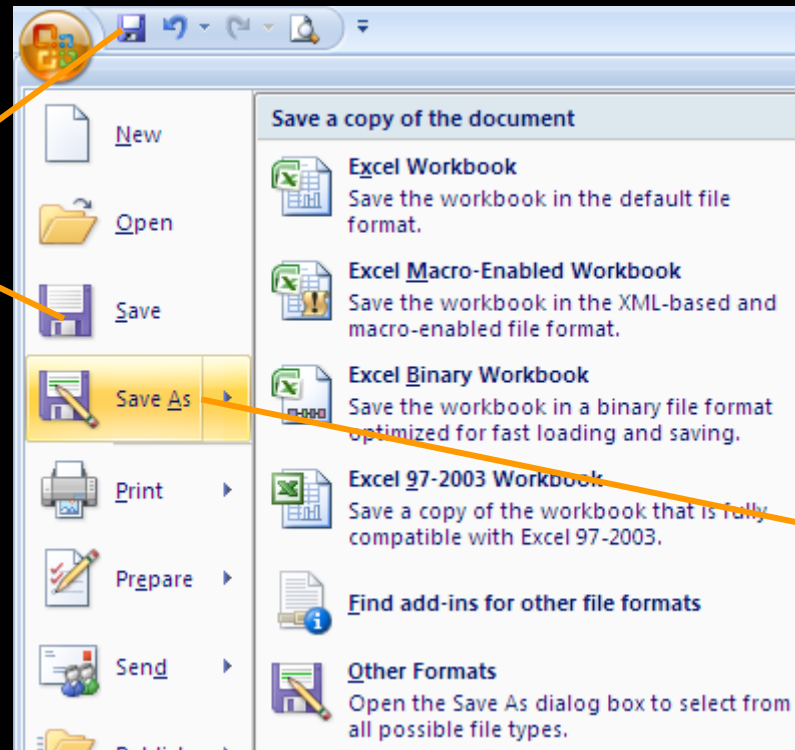 New
Open
Save
Save As
Print
Prepare
Send
Save a copy of the document
Excel Workbook
Save the workbook in the default file
format.
Excel Macro-Enabled Workbook
Save the workbook in the XML-based and
macro-enabled file format.
Excel Binary Workbook
Save the workbook in a binary file format
optimized for fast loading and saving.
Excel 97-2003 Workbook
Save a copy of the workbook that is fully
compatible with Excel 97-2003.
Find add-ins for other file formats
Other Formats
Open the Save As dialog box to select from
all possible file types.